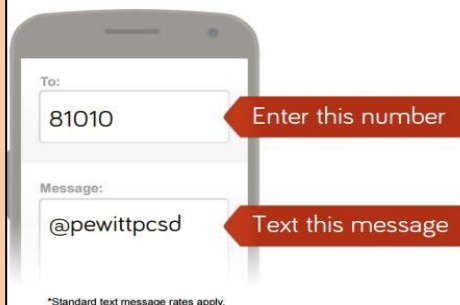 To:
81010
Enter this number
Message:
@pewittpcsd
Text this message
*Standard text message rates apply.